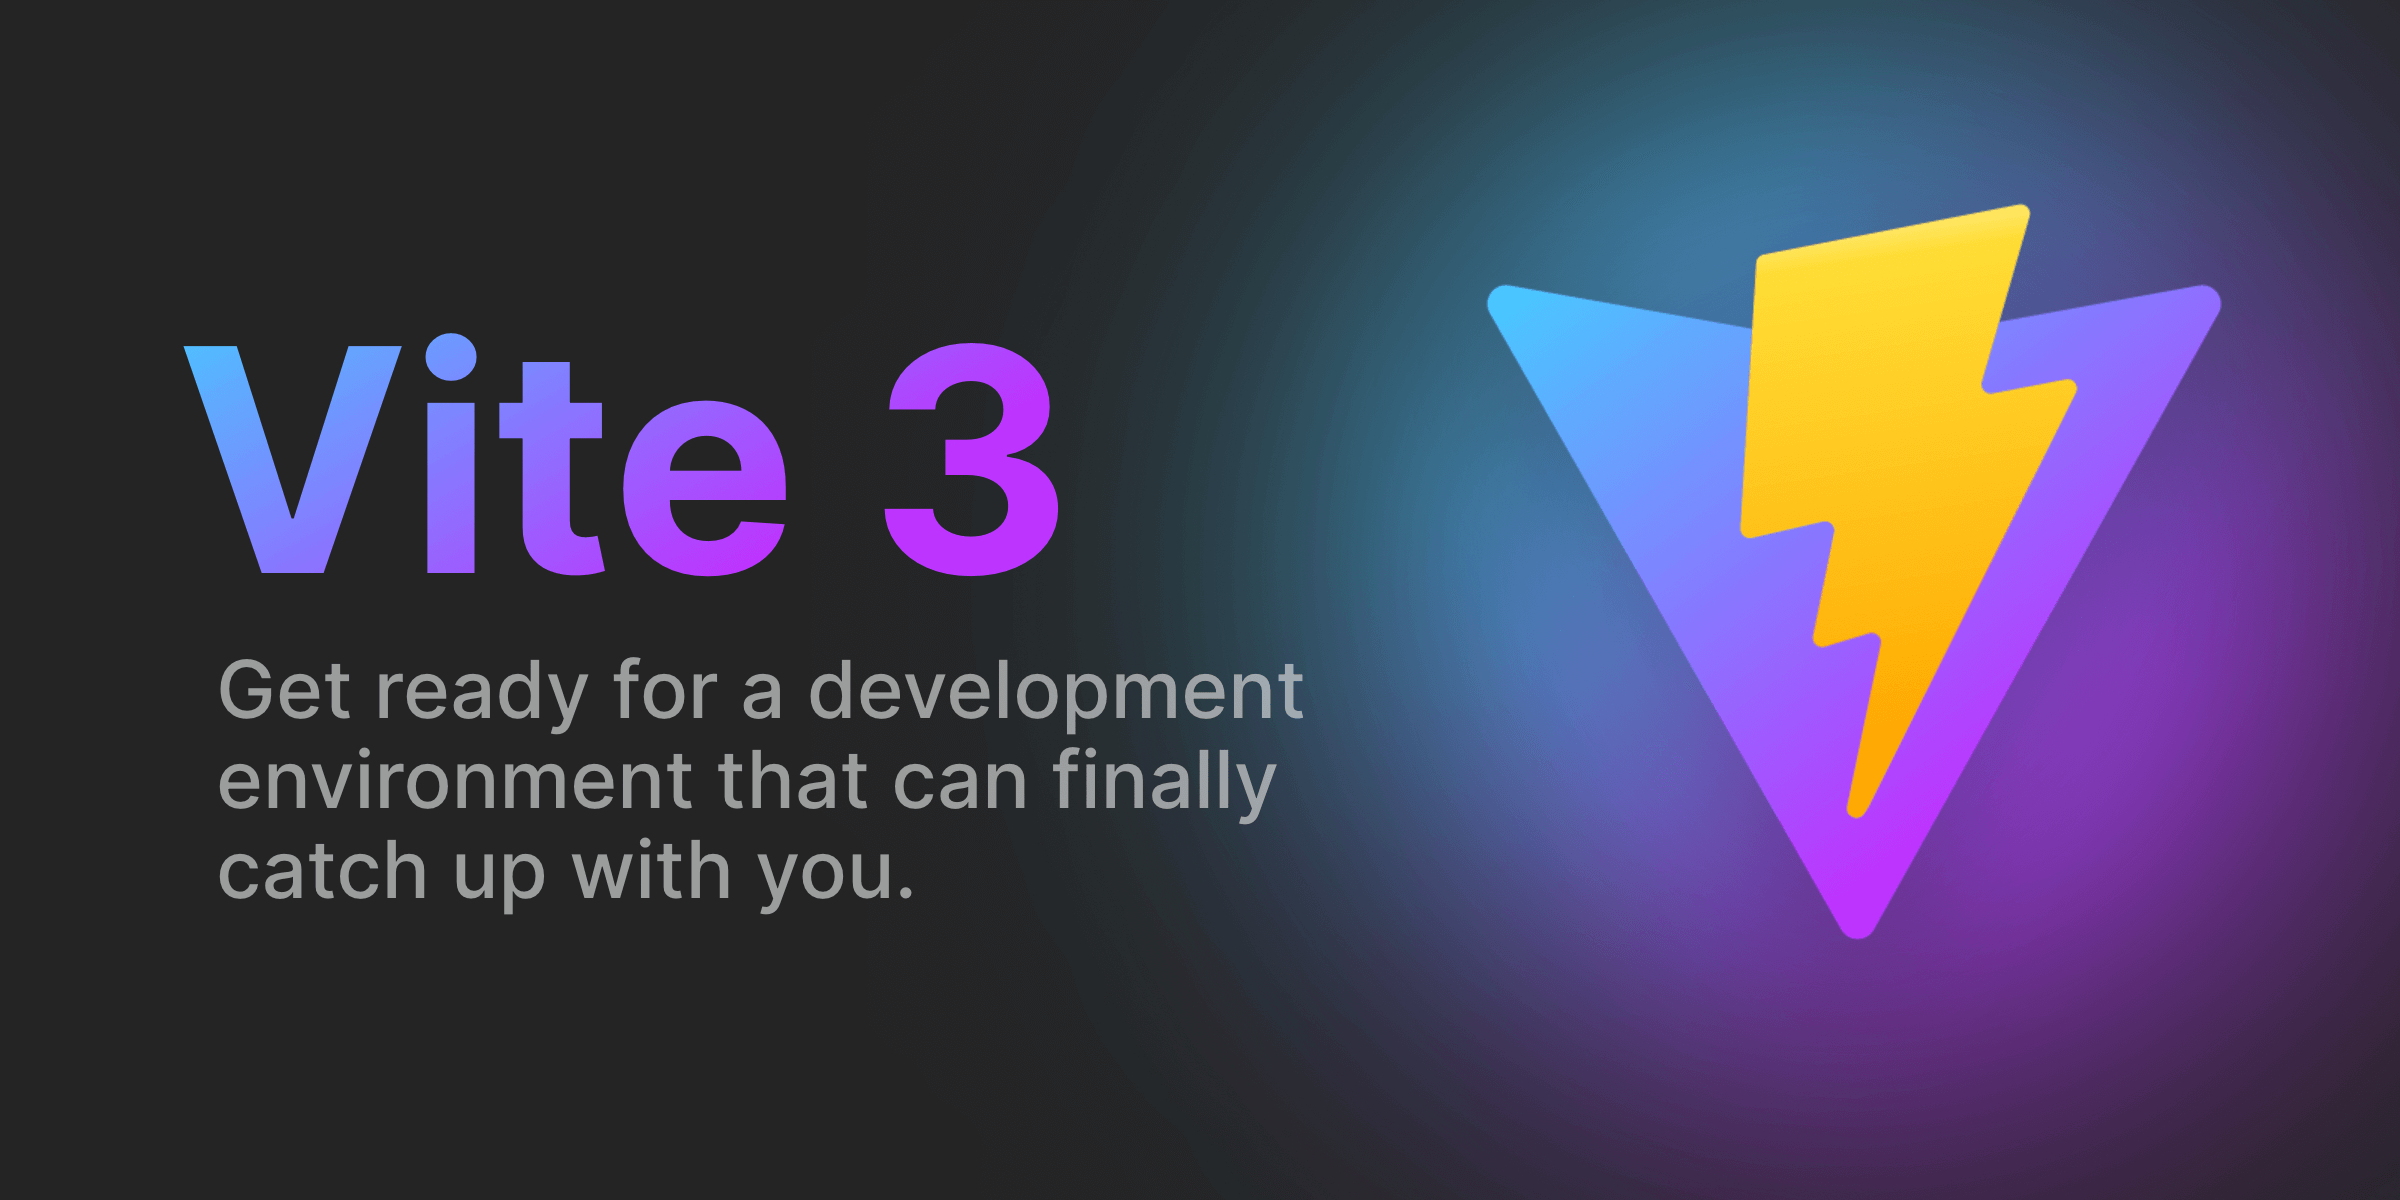 Vite 3
Get ready for a development
environment that can finally
catch up with you.